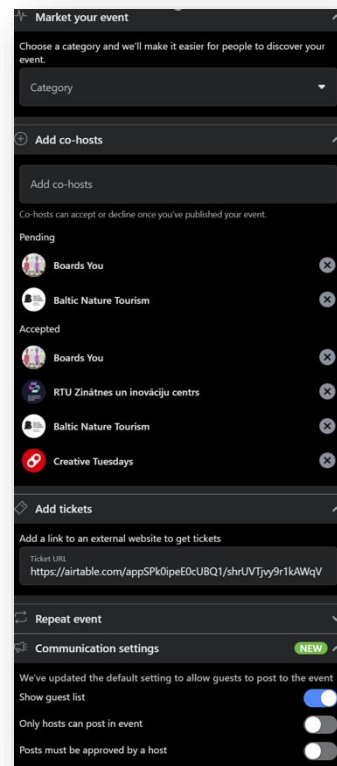 Market your event
Choose a category and we'll make it easier for people to discover your
event.
Category
Add co-hosts
Add co-hosts
Co-hosts can accept or decline once you've published your event.
Pending
Boards You
Baltic Nature Tourism
Accepted
Boards You
RTU Zinātnes un inovāciju centrs
Baltic Nature Tourism
Creative Tuesdays
Add tickets
Add a link to an external website to get tickets
Ticket URL
https://airtable.com/appSPk0ipeE0cUBQ1/shrUVTjvy9r1kAWqV
Repeat event
Communication settings
NEW
We've updated the default setting to allow guests to post to the event
Show guest list
Only hosts can post in event
Posts must be approved by a host